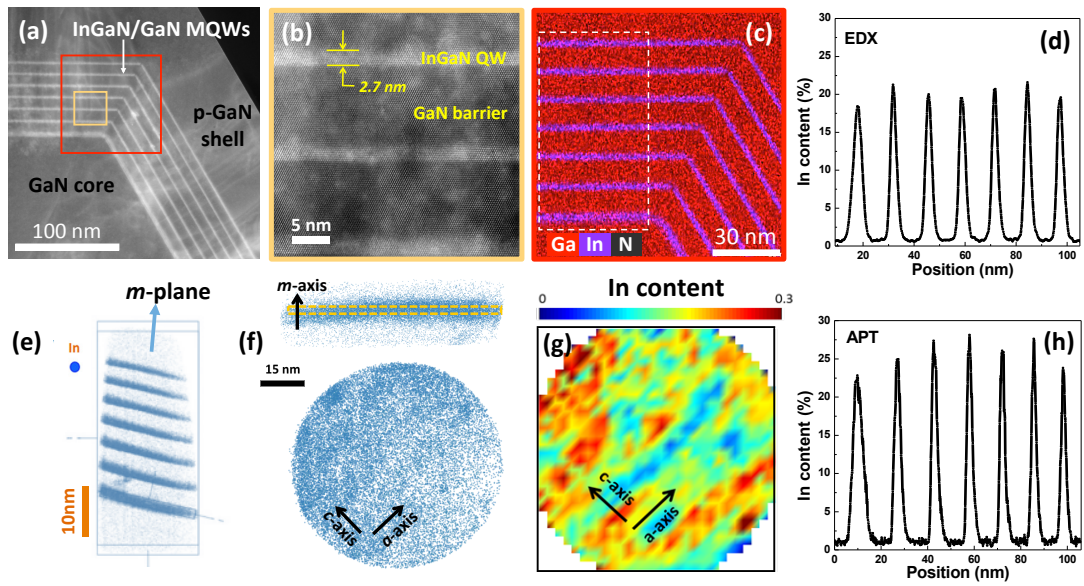 (a)
InGaN/GaN MQWs
p-GaN
shell
GaN core
100 nm
(b)
InGaN QW
2.7 nm
GaN barrier
5 nm
(c)
Ga In N
30 nm
(d)
EDX
In content (%)
30
25
20
15
10
5
0
20 40 60 80 100
Position (nm)
m-plane
(e)
In
10nm
m-axis
(f)
15 nm
c-axis
a-axis
In content
0 0.3
(g)
c-axis
a-axis
(h)
APT
In content (%)
30
25
20
15
10
5
0
0 20 40 60 80 100
Position (nm)